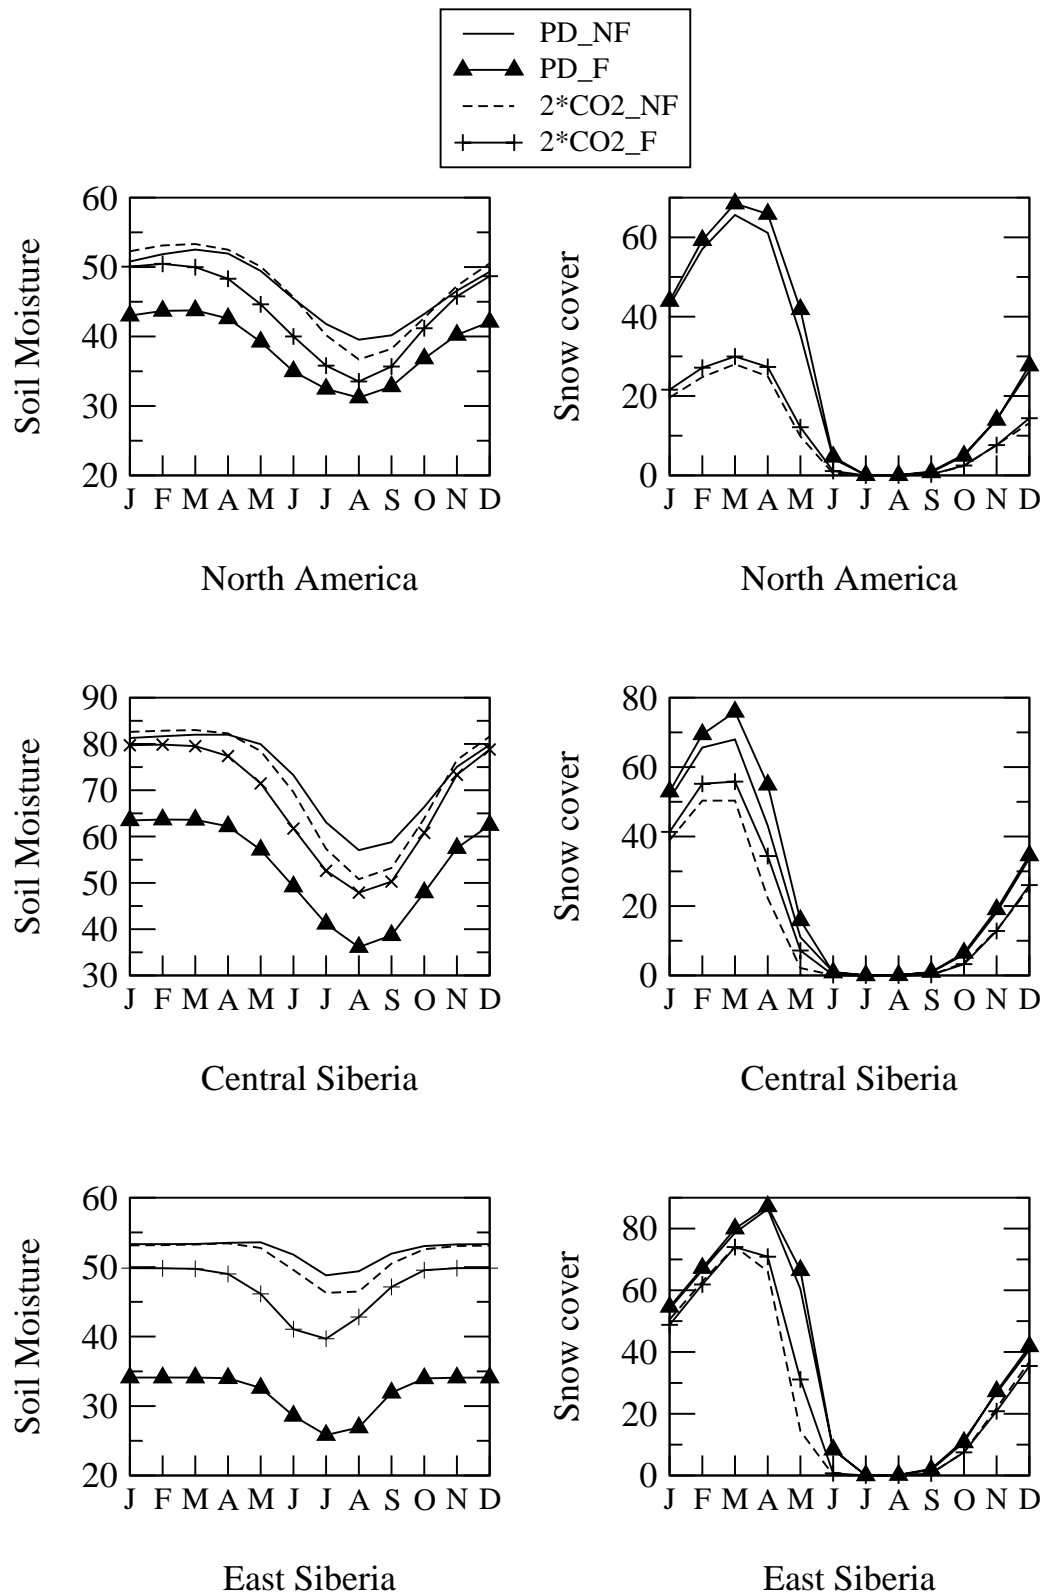 PD_NF
PD_F
2*CO2_NF
2*CO2_F
60
50
40
30
20
J F M A M J J A S O N D
Soil Moisture
North America
60
40
20
0
J F M A M J J A S O N D
Snow cover
North America
90
80
70
60
50
40
30
J F M A M J J A S O N D
Soil Moisture
Central Siberia
80
60
40
20
0
J F M A M J J A S O N D
Snow cover
Central Siberia
60
50
40
30
20
J F M A M J J A S O N D
Soil Moisture
East Siberia
80
60
40
20
0
J F M A M J J A S O N D
Snow cover
East Siberia